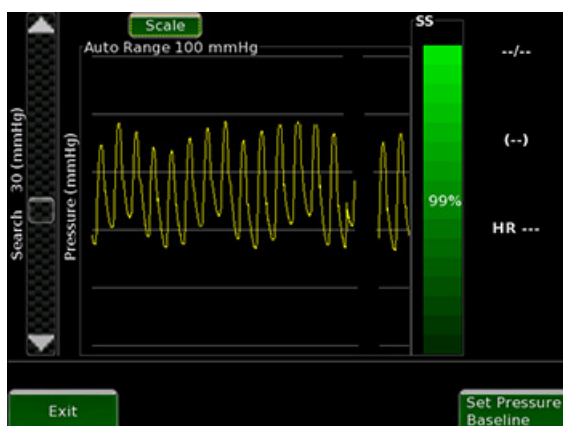 Scale
SS
Auto Range 100 mmHg
--/--
Search 30 (mmHg)
Pressure (mmHg)
(--)
99%
HR ---
Exit
Set Pressure
Baseline